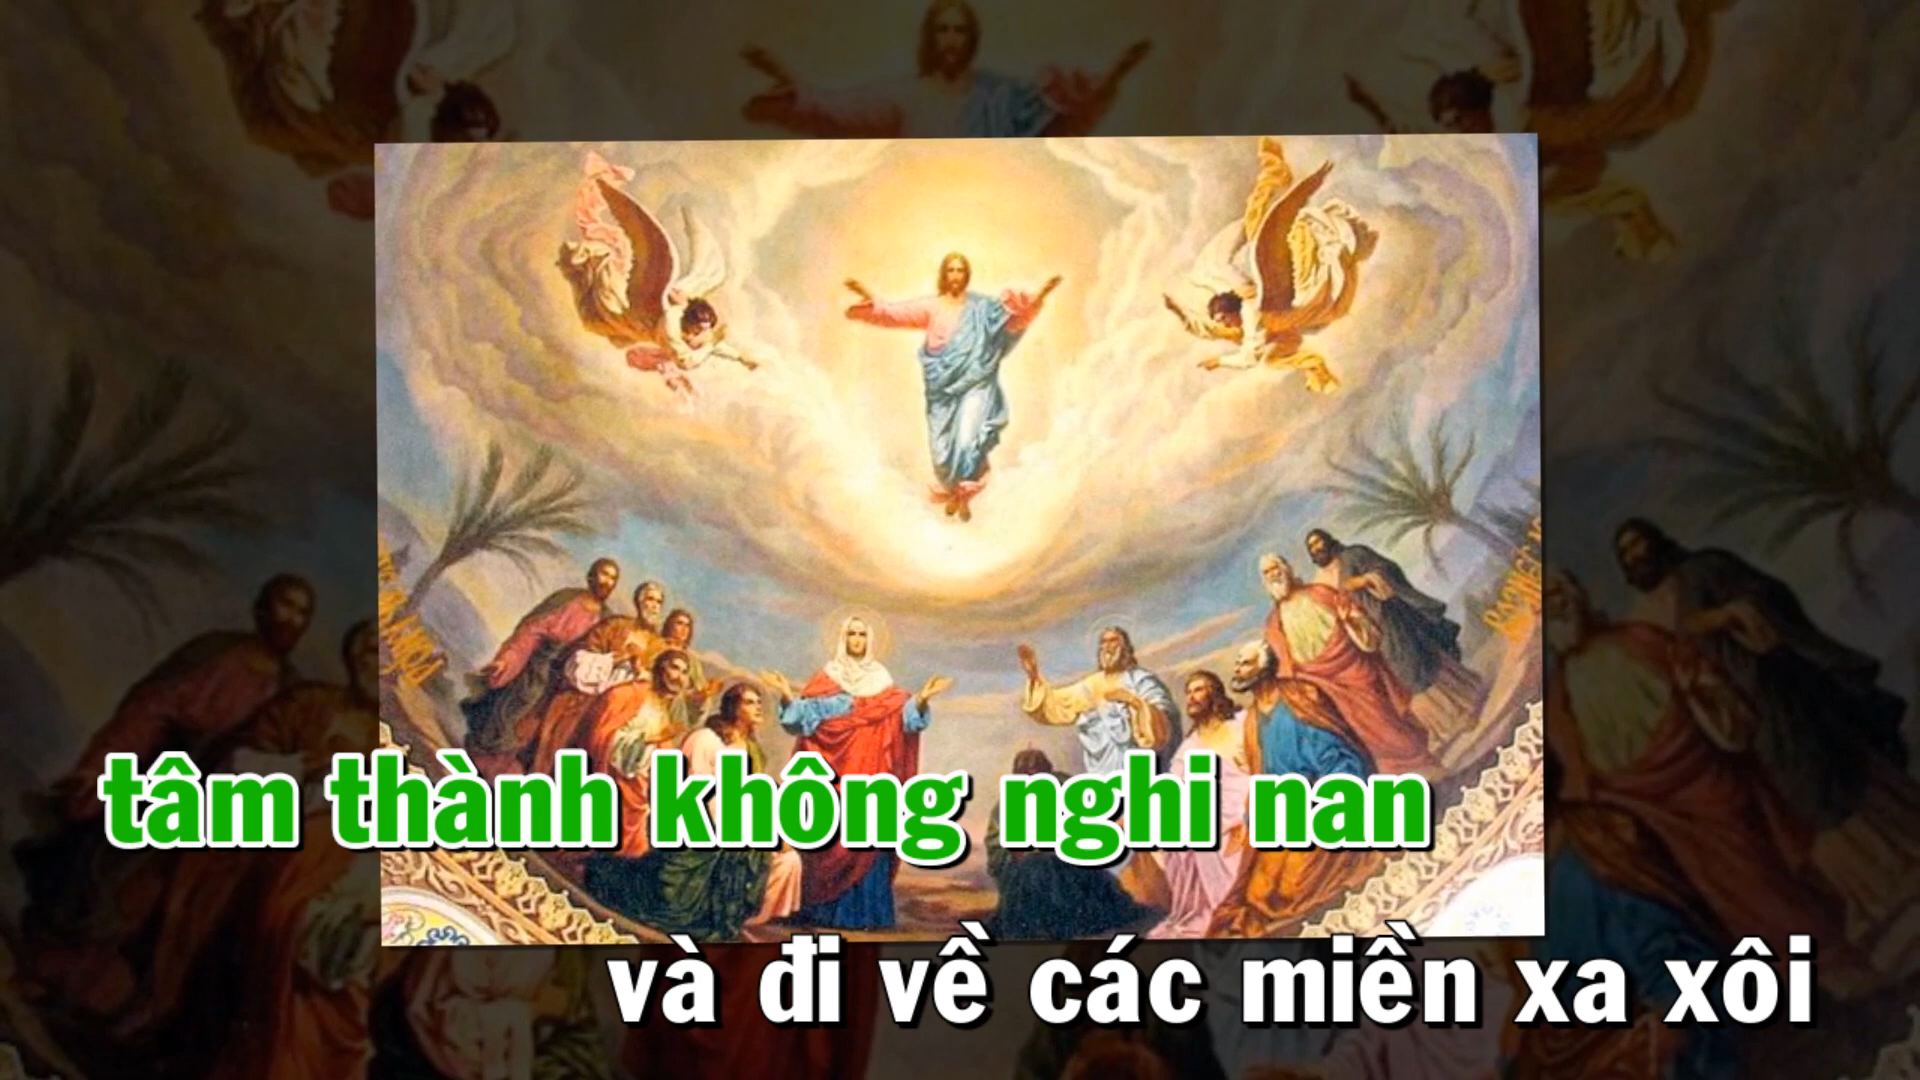 tâm thành không nghi nan
và đi về các miền xa xôi